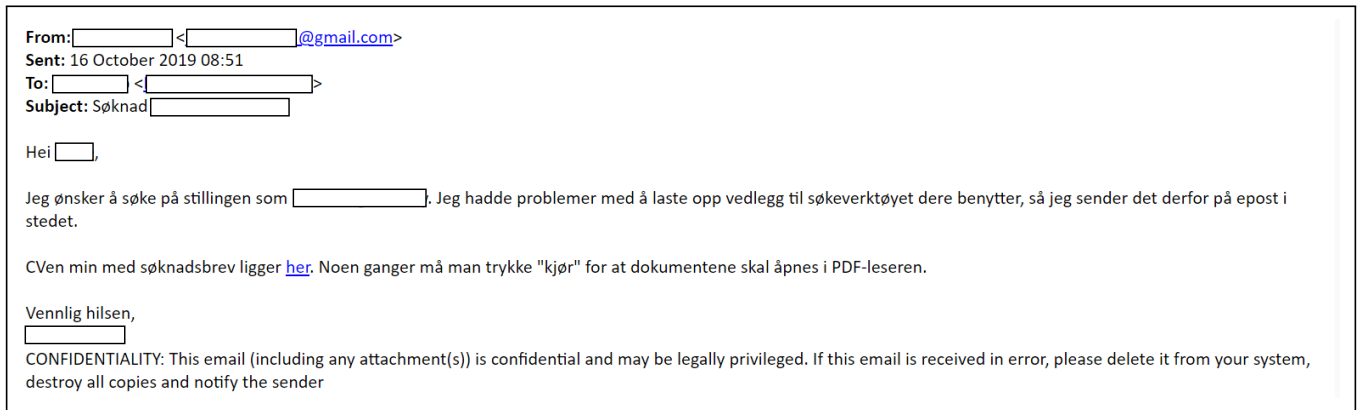 From: <@gmail.com>
Sent: 16 October 2019 08:51
To: < >
Subject: Søknad
Hei ,
Jeg ønsker å søke på stillingen som . Jeg hadde problemer med å laste opp vedlegg til søkeverktøyet dere benytter, så jeg sender det derfor på epost i
stedet.
CVen min med søknadsbrev ligger her. Noen ganger må man trykke "kjør" for at dokumentene skal åpnes i PDF-leseren.
Vennlig hilsen,
CONFIDENTIALITY: This email (including any attachment(s)) is confidential and may be legally privileged. If this email is received in error, please delete it from your system,
destroy all copies and notify the sender